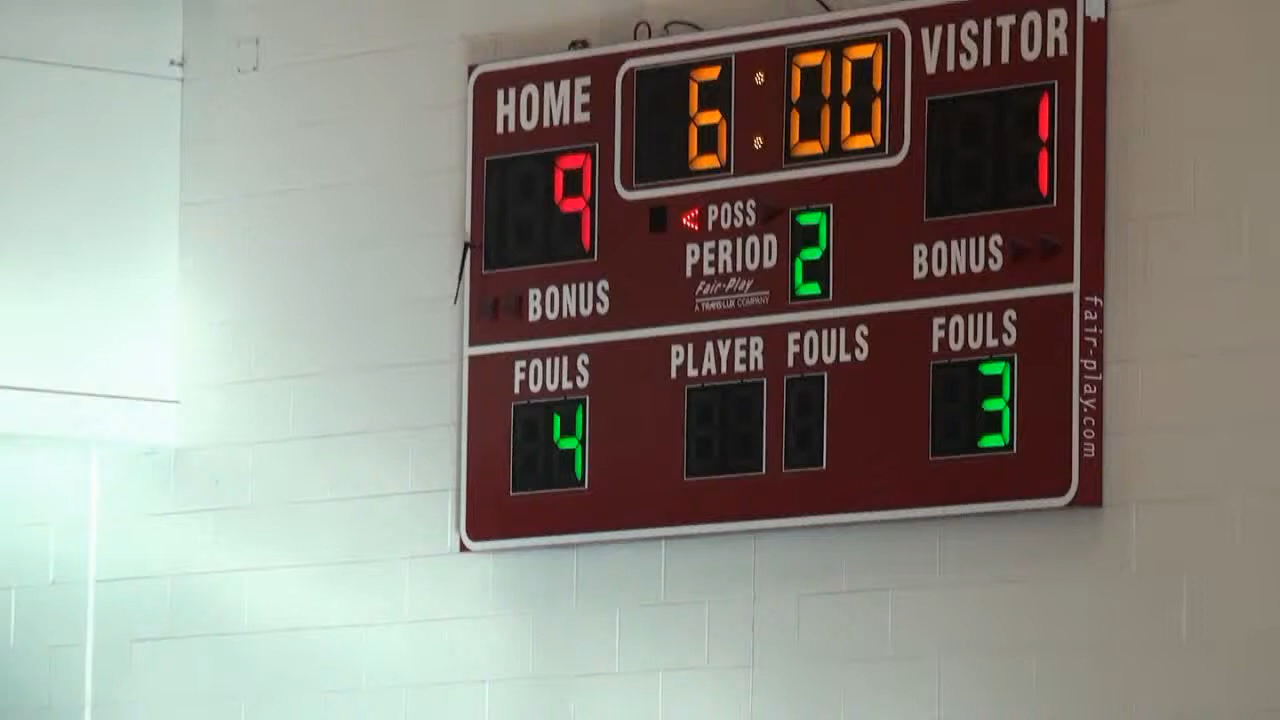 HOME 6:00 VISITOR
9 1
POSS
PERIOD 2
Fair-Play
A TRANS-LUX COMPANY
BONUS BONUS
FOULS PLAYER FOULS FOULS
4 3
fair-play.com